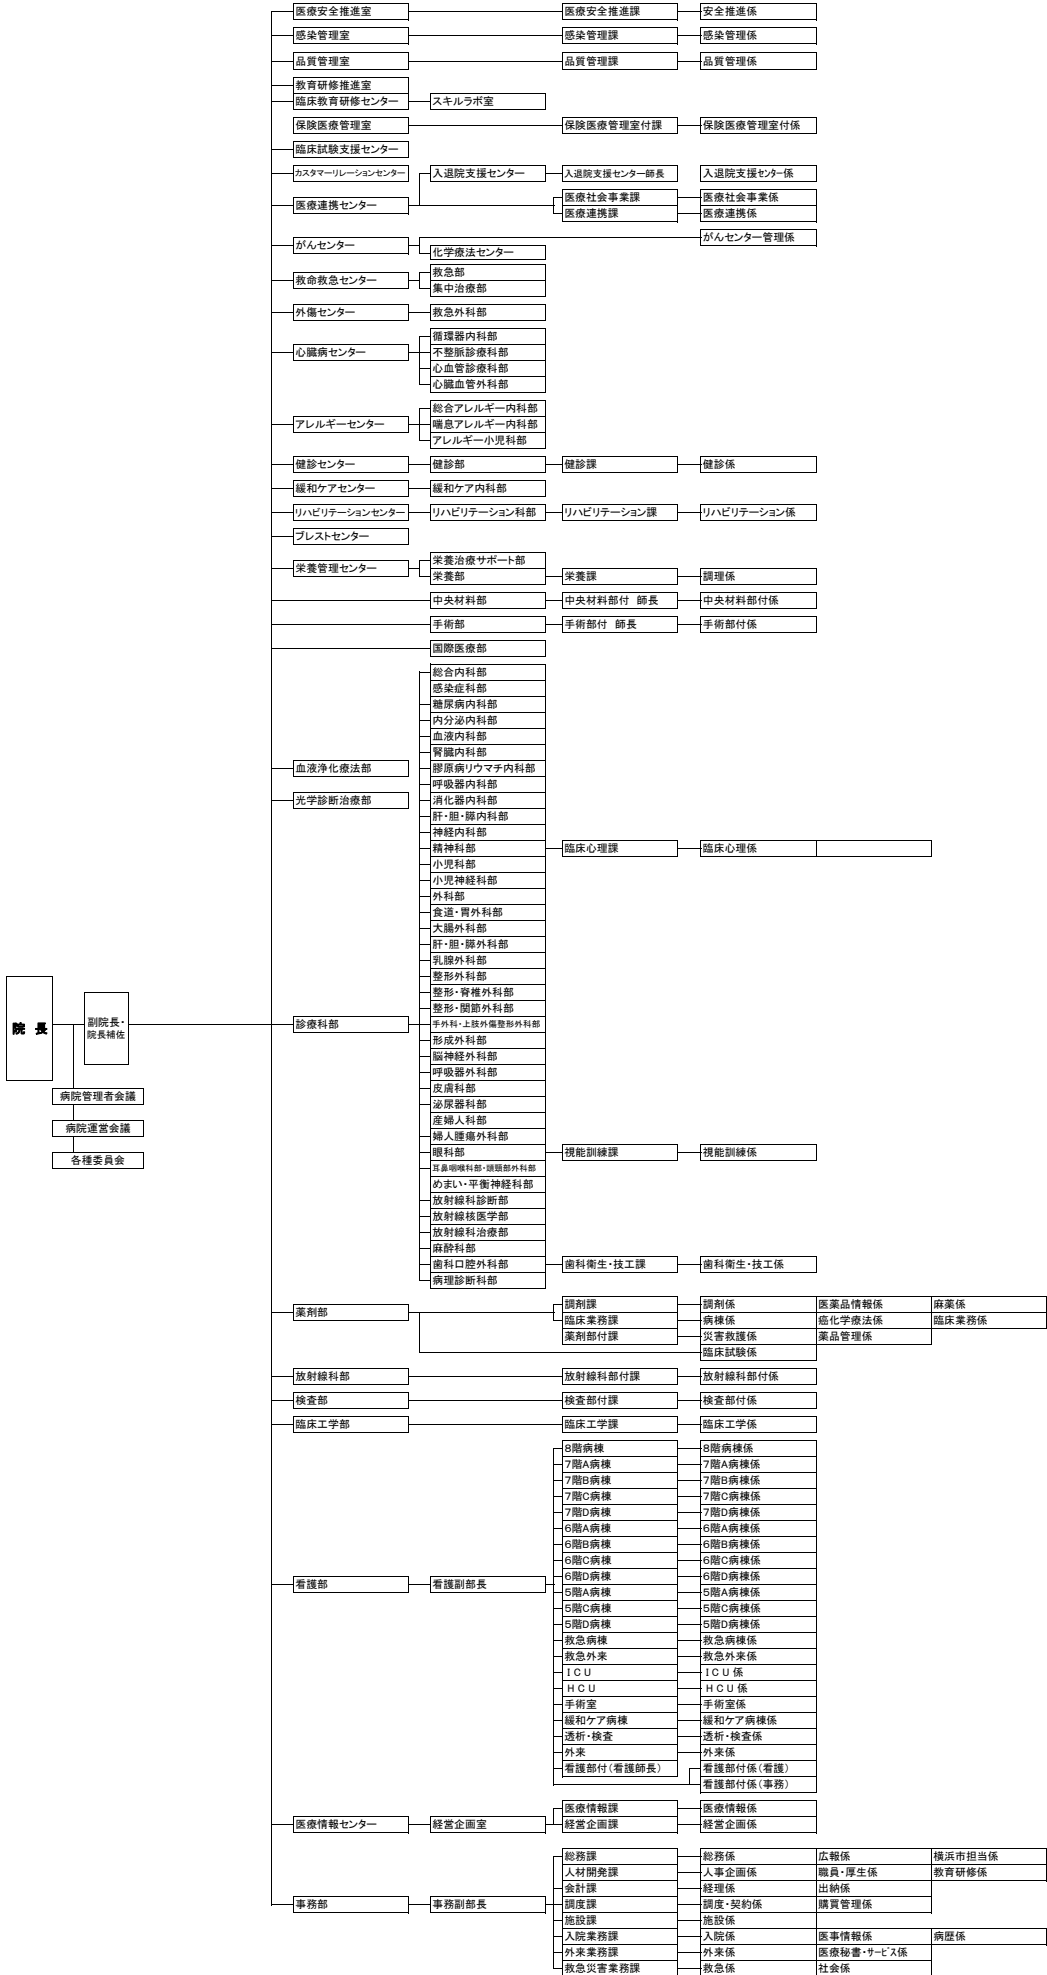 医療安全推進室 医療安全推進課 安全推進係
感染管理室 感染管理課 感染管理係
品質管理室 品質管理課 品質管理係
教育研修推進室
臨床教育研修センター スキルラボ室
保険医療管理室 保険医療管理室付課 保険医療管理室付係
臨床試験支援センター
カスタマーリレーションセンター 入退院支援センター 入退院支援センター師長 入退院支援センター係
医療社会事業課 医療社会事業係
医療連携センター
医療連携課 医療連携係
がんセンター管理係
がんセンター
化学療法センター
救急部
救命救急センター
集中治療部
外傷センター 救急外科部
循環器内科部
心臓病センター 不整脈診療科部
心血管診療科部
心臓血管外科部
総合アレルギー内科部
アレルギーセンター 喘息アレルギー内科部
アレルギー小児科部
健診センター 健診部 健診課 健診係
緩和ケアセンター 緩和ケア内科部
リハビリテーションセンター リハビリテーション科部 リハビリテーション課 リハビリテーション係
ブレストセンター
栄養治療サポート部
栄養管理センター
栄養部 栄養課 調理係
中央材料部 中央材料部付 師長 中央材料部付係
手術部 手術部付 師長 手術部付係
国際医療部
総合内科部
感染症科部
糖尿病内科部
内分泌内科部
血液内科部
腎臓内科部
血液浄化療法部 膠原病リウマチ内科部
呼吸器内科部
光学診断治療部 消化器内科部
肝・胆・膵内科部
神経内科部
精神科部 臨床心理課 臨床心理係
小児科部
小児神経科部
外科部
食道・胃外科部
大腸外科部
肝・胆・膵外科部
乳腺外科部
整形外科部
整形・脊椎外科部
整形・関節外科部
院 長 副院長・
院長補佐
診療科部 手外科・上肢外傷整形外科部
形成外科部
脳神経外科部
呼吸器外科部
皮膚科部
病院管理者会議
泌尿器科部
産婦人科部
病院運営会議
婦人腫瘍外科部
眼科部 視能訓練課 視能訓練係
各種委員会
耳鼻咽喉科部・頭頸部外科部
めまい・平衡神経科部
放射線科診断部
放射線核医学部
放射線科治療部
麻酔科部
歯科口腔外科部 歯科衛生・技工課 歯科衛生・技工係
病理診断科部
調剤課 調剤係 医薬品情報係 麻薬係
薬剤部
臨床業務課 病棟係 癌化学療法係 臨床業務係
薬剤部付課 災害救護係 薬品管理係
臨床試験係
放射線科部 放射線科部付課 放射線科部付係
検査部 検査部付課 検査部付係
臨床工学部 臨床工学課 臨床工学係
8階病棟 8階病棟係
7階A病棟 7階A病棟係
7階B病棟 7階B病棟係
7階C病棟 7階C病棟係
7階D病棟 7階D病棟係
6階A病棟 6階A病棟係
6階B病棟 6階B病棟係
6階C病棟 6階C病棟係
6階D病棟 6階D病棟係
看護部 看護副部長
5階A病棟 5階A病棟係
5階C病棟 5階C病棟係
5階D病棟 5階D病棟係
救急病棟 救急病棟係
救急外来 救急外来係
ICU ICU係
HCU HCU係
手術室 手術室係
緩和ケア病棟 緩和ケア病棟係
透析・検査 透析・検査係
外来 外来係
看護部付(看護師長) 看護部付係(看護)
看護部付係(事務)
医療情報課 医療情報係
医療情報センター 経営企画室 経営企画課 経営企画係
総務課 総務係 広報係 横浜市担当係
人材開発課 人事企画係 職員・厚生係 教育研修係
会計課 経理係 出納係
事務部 事務副部長 調度課 調度・契約係 購買管理係
施設課 施設係
入院業務課 入院係 医事情報係 病歴係
外来業務課 外来係 医療秘書・サービス係
救急災害業務課 救急係 社会係